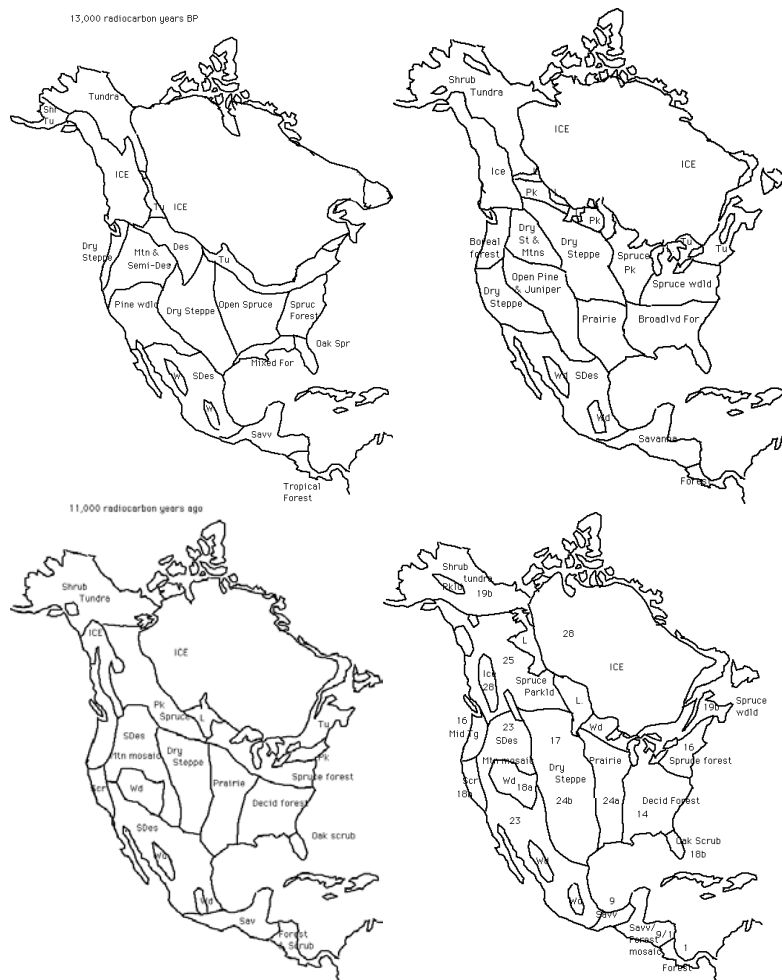 13,000 radiocarbon years BP
Tundra
Shr
Tu
ICE
Tu
ICE
Dry
Steppe
Mtn &
Semi-Des
Des
Tu
Pine wdld
Dry Steppe
Open Spruce
Spruc
Forest
Oak Spr
Mixed For
W
SDes
W
Savv
Tropical
Forest
Shrub
Tundra
ICE
ICE
Ice
Pk
L
Pk
Boreal
forest
Dry
St &
Mtns
Dry
Steppe
Spruce
Pk
Tu
Tu
Open Pine
& Juniper
Spruce wdld
Dry
Steppe
Prairie
Broadlvd For
Wd
SDes
Wd
Savanna
Forest
11,000 radiocarbon years ago
Shrub
Tundra
ICE
ICE
Pk
Spruce
L
Tu
SDes
Mtn mosaic
Dry
Steppe
Pk
Spruce forest
Scr
Wd
Prairie
Decid forest
SDes
Oak scrub
Wd
Wd
Sav
Forest
& Scrub
Shrub
tundra
Pkld
19b
28
L
25
ICE
Ice
28
Spruce
Parkld
L.
19b
Spruce
wdld
16
Mid Tg
23
SDes
17
Wd
16
Spruce forest
Mtn mosaic
Dry
Steppe
Prairie
Scr
18a
Wd
18a
24b
24a
Decid Forest
14
23
Oak Scrub
18b
Wd
Wd
9
Savv
Savv/
Forest
mosaic
9/1
1
Forest